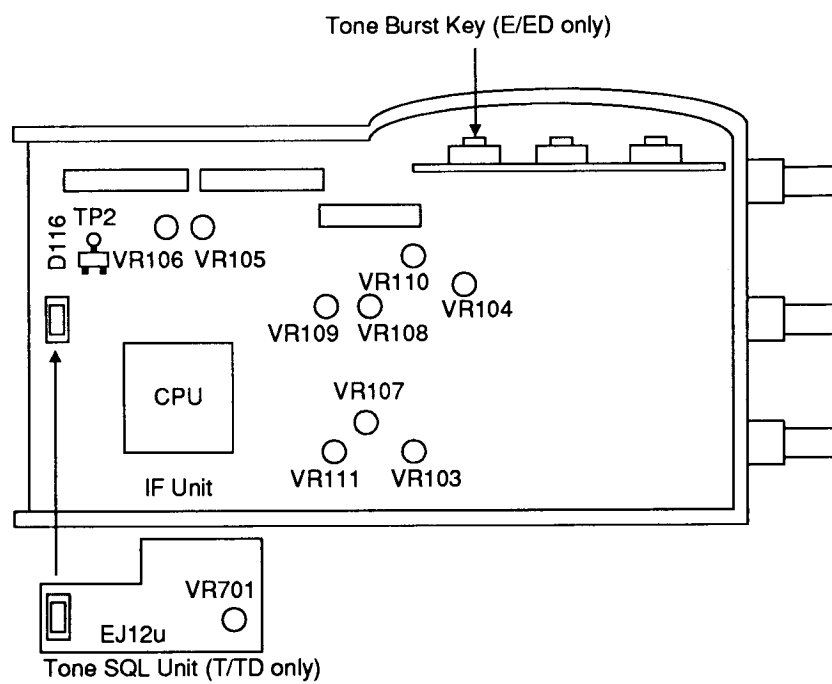 Tone Burst Key (E/ED only)
D116
TP2
VR106
VR105
VR110
VR104
VR109
VR108
CPU
VR107
VR111
VR103
IF Unit
VR701
EJ12u
Tone SQL Unit (T/TD only)